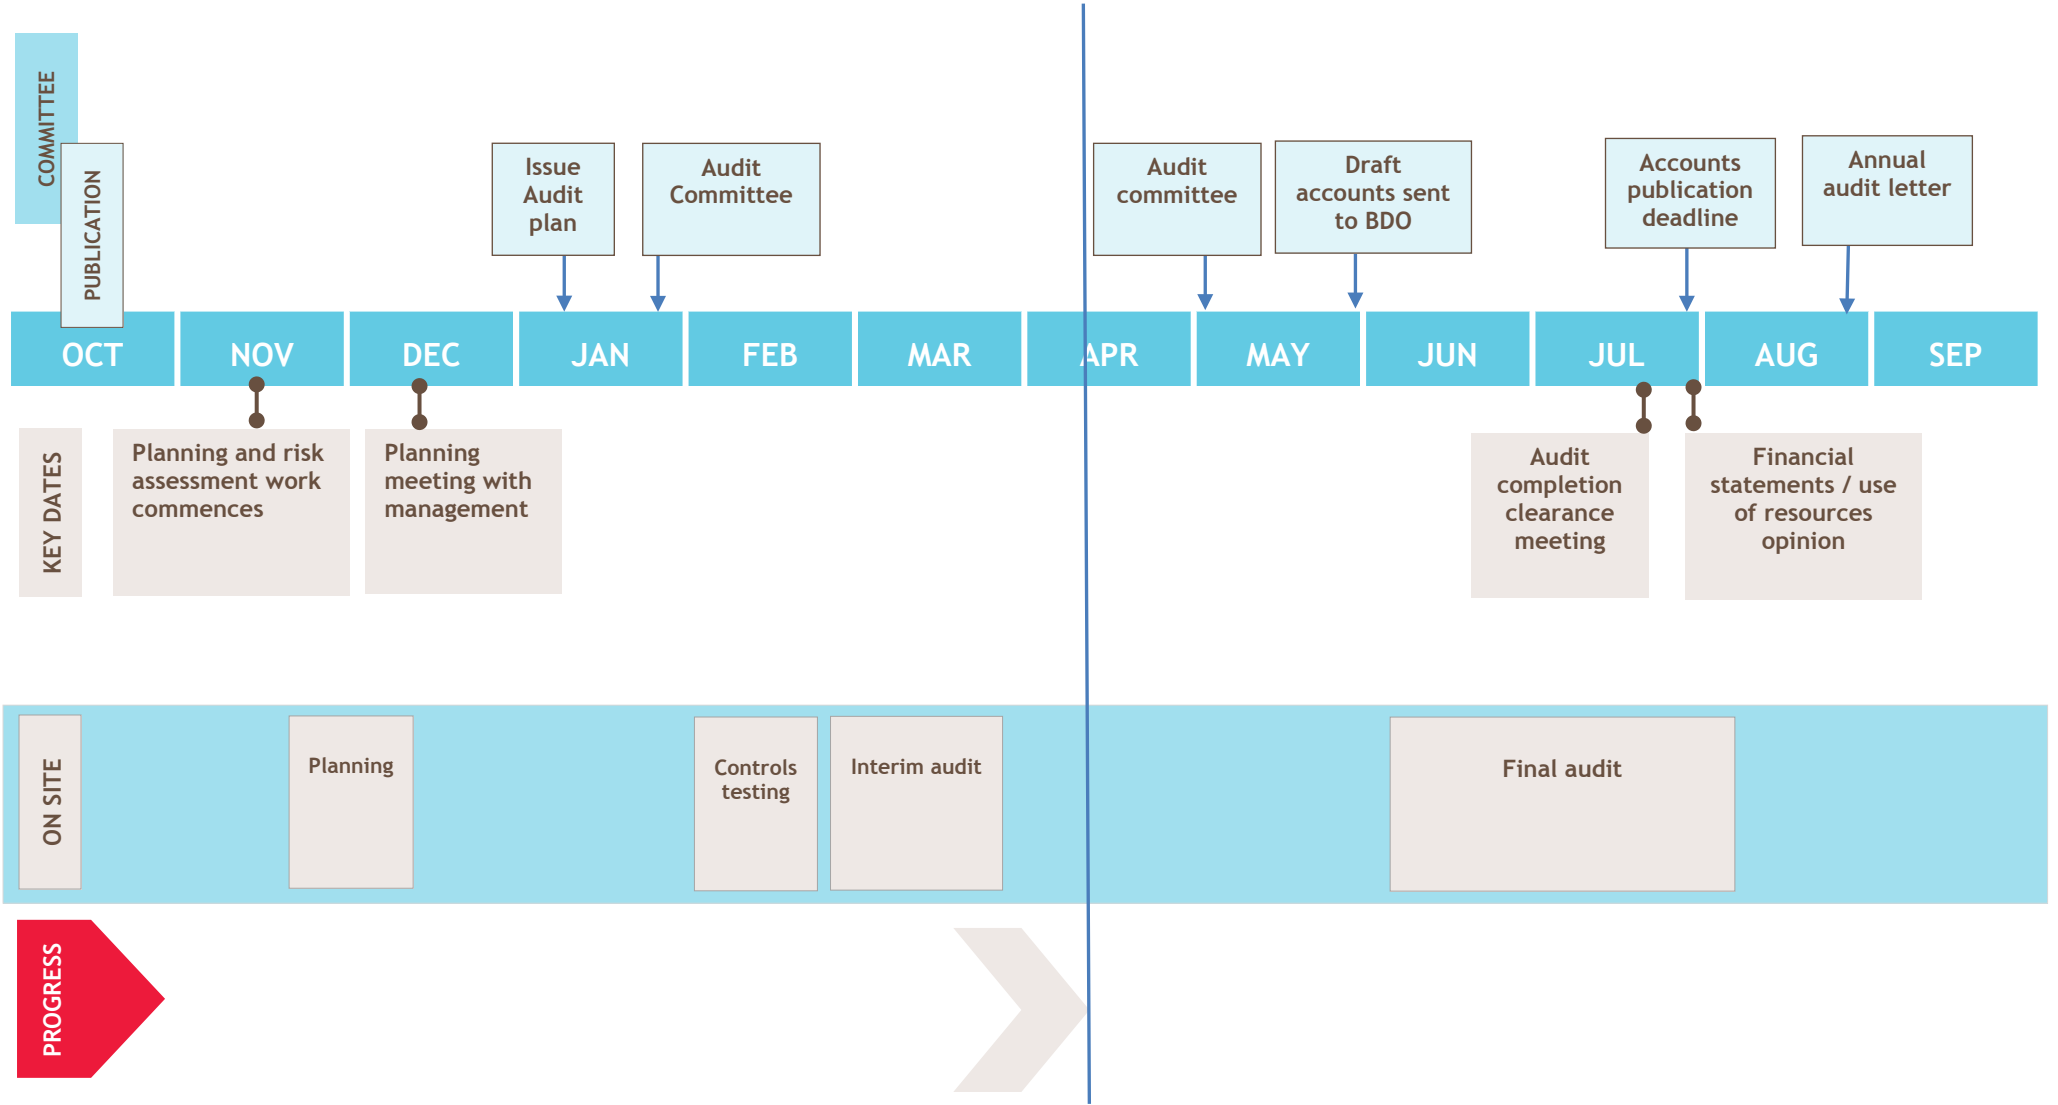 COMMITTEE
PUBLICATION
Issue
Audit
plan
Audit
Committee
Audit
committee
Draft
accounts sent
to BDO
Accounts
publication
deadline
Annual
audit letter
OCT
NOV
DEC
JAN
FEB
MAR
APR
MAY
JUN
JUL
AUG
SEP
KEY DATES
Planning and risk
assessment work
commences
Planning
meeting with
management
Audit
completion
clearance
meeting
Financial
statements / use
of resources
opinion
ON SITE
Planning
Controls
testing
Interim audit
Final audit
PROGRESS